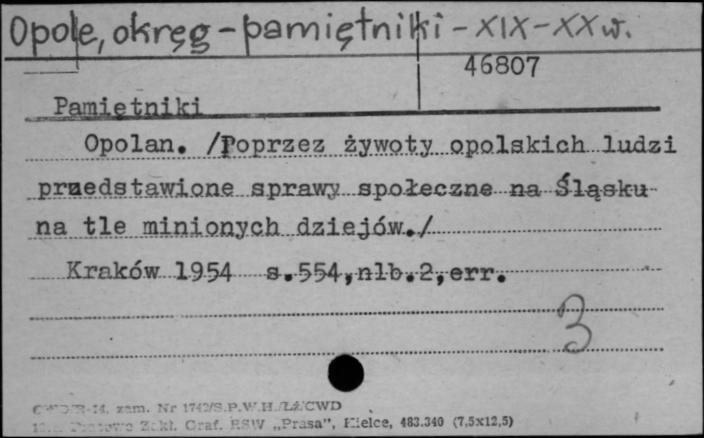 Opole, okręg - pamiętniki - XIX - XX w.
46807
Pamiętniki
Opolan. /Poprzez żywoty opolskich ludzi
przedstawione sprawy społeczne na Śląsku
na tle minionych dziejów./
Kraków 1954 s.554,nlb.2,err.
3
zam. Nr 1742/S.P.W.H./Lź/CWD
Zakł. Graf. RSW „Prasa", Kielce, 483.340 (7,5x12,5)